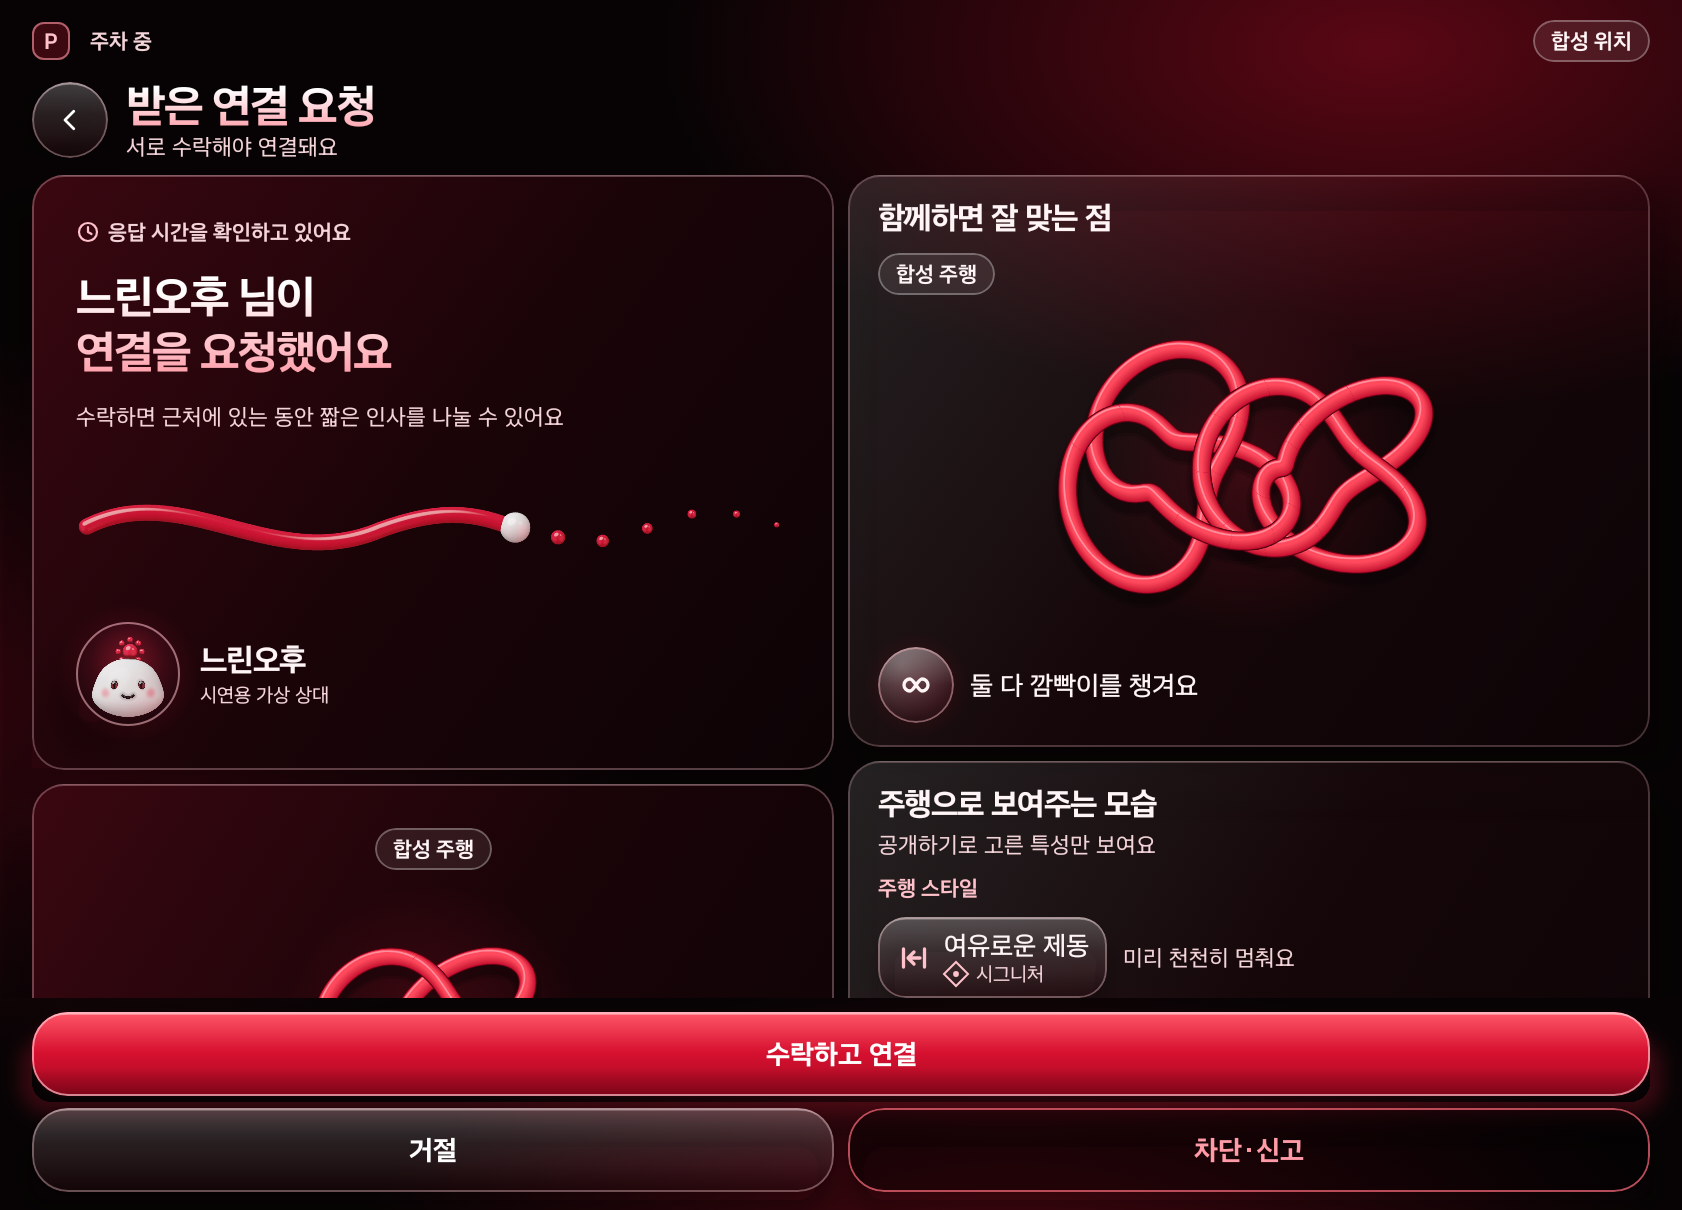 P 주차 중
합성 위치
받은 연결 요청
서로 수락해야 연결돼요
응답 시간을 확인하고 있어요
느린오후 님이
연결을 요청했어요
수락하면 근처에 있는 동안 짧은 인사를 나눌 수 있어요
느린오후
시연용 가상 상대
합성 주행
함께하면 잘 맞는 점
합성 주행
둘 다 깜빡이를 챙겨요
주행으로 보여주는 모습
공개하기로 고른 특성만 보여요
주행 스타일
여유로운 제동
시그니처
미리 천천히 멈춰요
수락하고 연결
거절
차단·신고